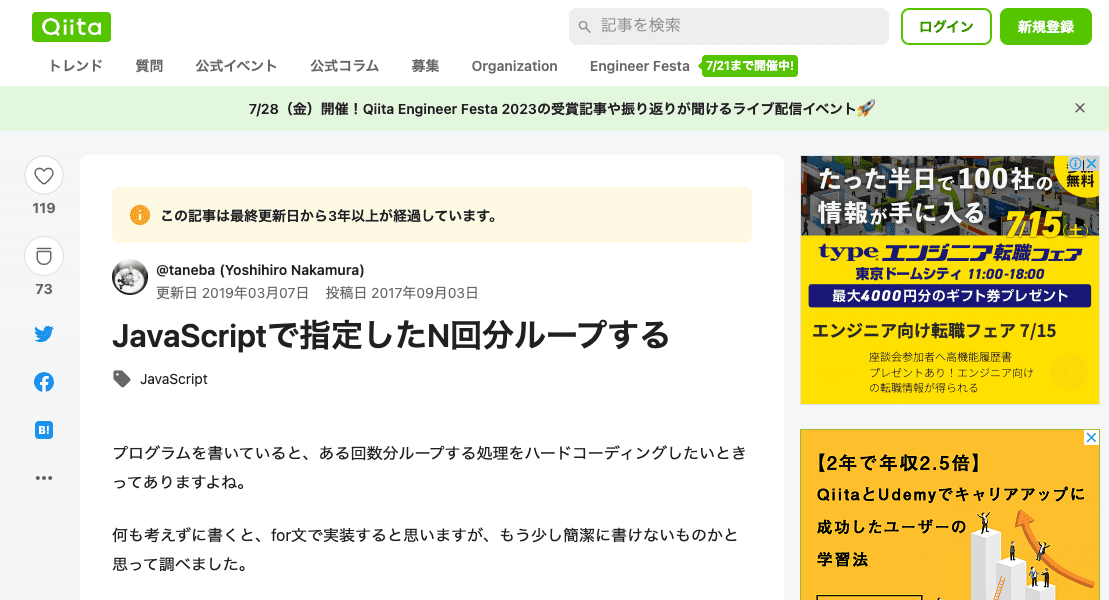 Qiita
記事を検索
ログイン
新規登録
トレンド 質問 公式イベント 公式コラム 募集 Organization Engineer Festa 7/21まで開催中!
7/28（金）開催！Qiita Engineer Festa 2023の受賞記事や振り返りが聞けるライブ配信イベント🚀
119
73
B!
この記事は最終更新日から3年以上が経過しています。
@taneba (Yoshihiro Nakamura)
更新日 2019年03月07日 投稿日 2017年09月03日
JavaScriptで指定したN回分ループする
JavaScript
プログラムを書いていると、ある回数分ループする処理をハードコーディングしたいとき
ってありますよね。
何も考えずに書くと、for文で実装すると思いますが、もう少し簡潔に書けないものかと
思って調べました。
たった半日で100社の
情報が手に入る
無料
7/15(土)
type エンジニア転職フェア
東京ドームシティ 11:00-18:00
最大4000円分のギフト券プレゼント
エンジニア向け転職フェア 7/15
座談会参加者へ高機能履歴書
プレゼントあり！エンジニア向け
の転職情報が得られる
【2年で年収2.5倍】
QiitaとUdemyでキャリアアップに
成功したユーザーの
学習法